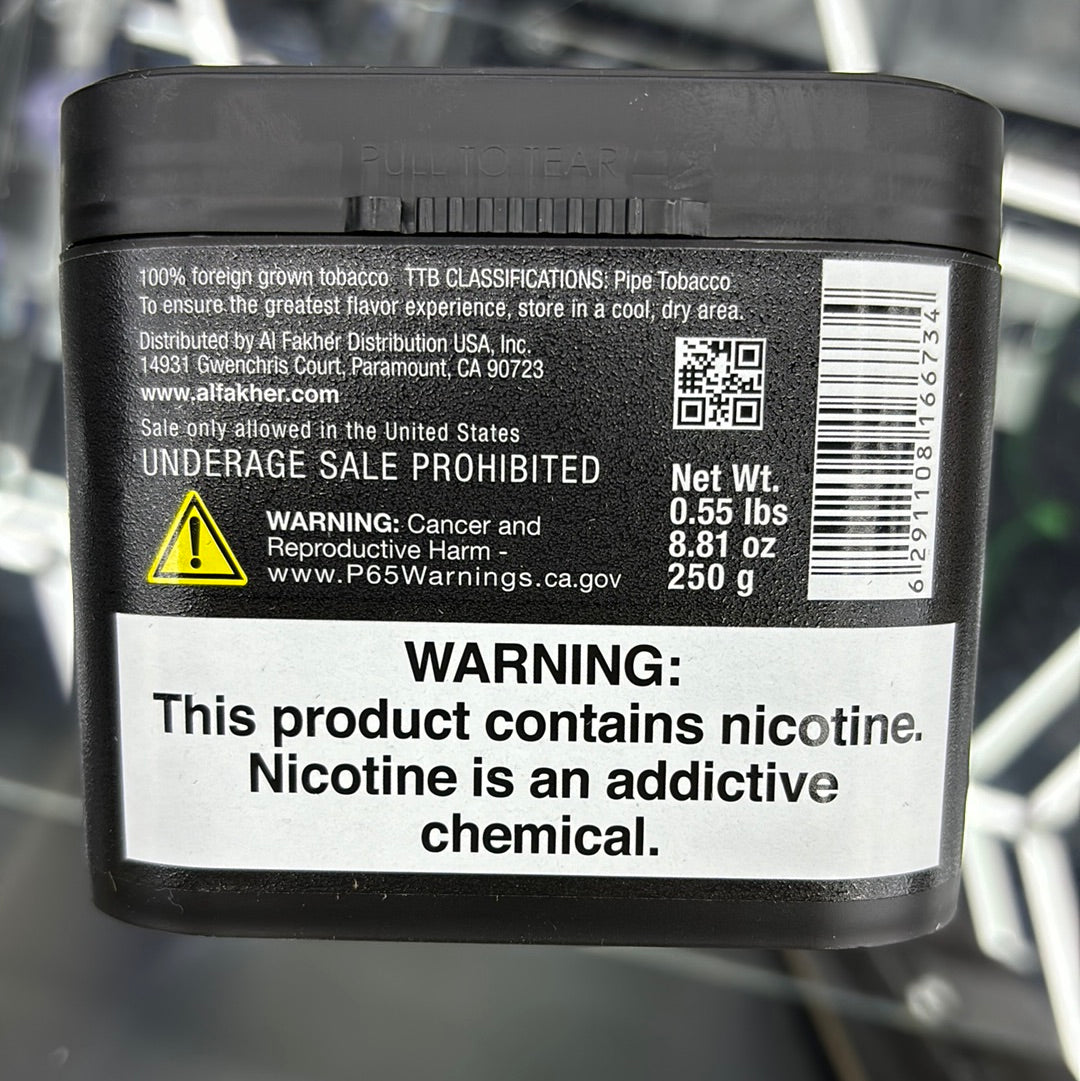 PULL TO TEAR
100% foreign grown tobacco TTB CLASSIFICATIONS: Pipe Tobacco
To ensure the greatest flavor experience, store in a cool, dry area.
Distributed by Al Fakher Distribution USA, Inc.
14931 Gwenchris Court, Paramount, CA 90723
www.alfakher.com
Sale only allowed in the United States
UNDERAGE SALE PROHIBITED
WARNING: Cancer and
Reproductive Harm -
www.P65Warnings.ca.gov
Net Wt.
0.55 lbs
8.81 oz
250 g
6 291108 166734
WARNING:
This product contains nicotine.
Nicotine is an addictive
chemical.